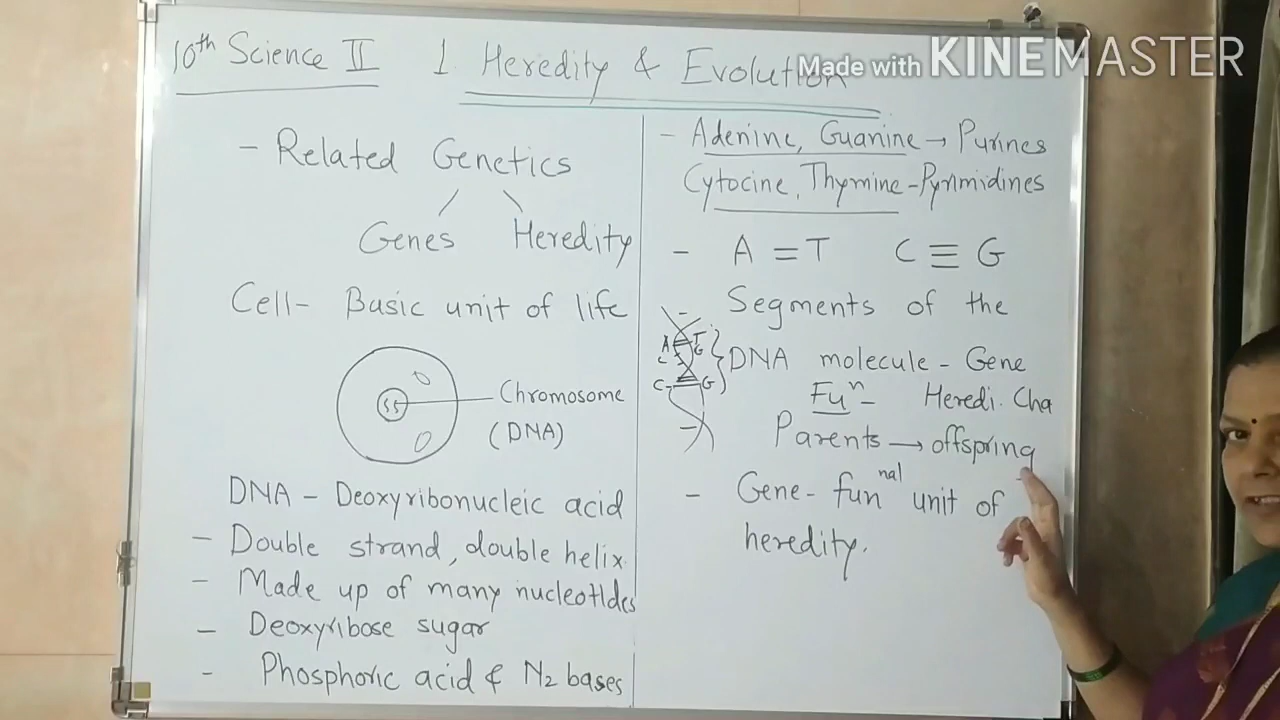 10th Science II 1. Heredity & Evolution
Made with KINEMASTER
- Related Genetics
Genes Heredity
Cell- Basic unit of life
Chromosome
(DNA)
DNA - Deoxyribonucleic acid
- Double strand, double helix.
- Made up of many nucleotides
- Deoxyribose sugar
- Phosphoric acid & N2 bases
- Adenine, Guanine → Purines
Cytocine, Thymine - Pyrimidines
- A = T C ≡ G
- Segments of the
DNA molecule - Gene
A T
G
C G
Fun - Heredi. Cha
Parents → offspring
- Gene - funnal unit of
heredity.